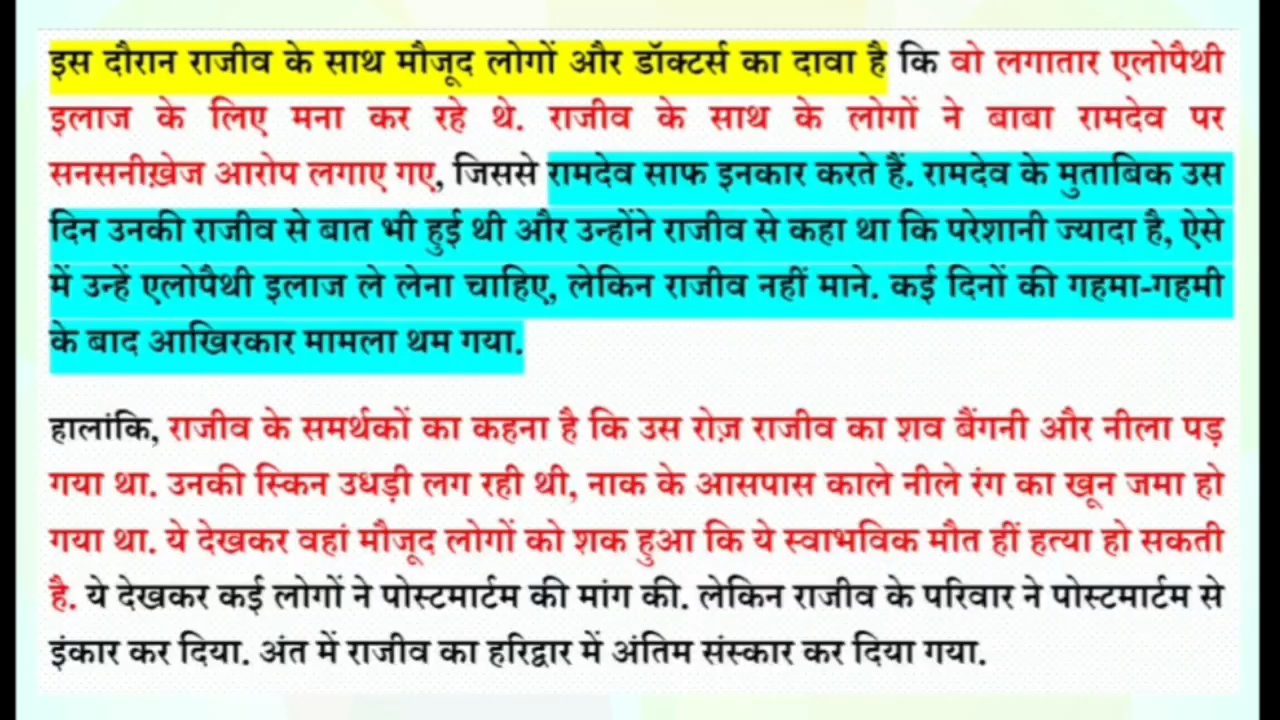 इस दौरान राजीव के साथ मौजूद लोगों और डॉक्टर्स का दावा है कि वो लगातार एलोपैथी
इलाज के लिए मना कर रहे थे. राजीव के साथ के लोगों ने बाबा रामदेव पर
सनसनीख़ेज आरोप लगाए गए, जिससे रामदेव साफ इनकार करते हैं. रामदेव के मुताबिक उस
दिन उनकी राजीव से बात भी हुई थी और उन्होंने राजीव से कहा था कि परेशानी ज्यादा है, ऐसे
में उन्हें एलोपैथी इलाज ले लेना चाहिए, लेकिन राजीव नहीं माने. कई दिनों की गहमा-गहमी
के बाद आखिरकार मामला थम गया.
हालांकि, राजीव के समर्थकों का कहना है कि उस रोज़ राजीव का शव बैंगनी और नीला पड़
गया था. उनकी स्किन उधड़ी लग रही थी, नाक के आसपास काले नीले रंग का खून जमा हो
गया था. ये देखकर वहां मौजूद लोगों को शक हुआ कि ये स्वाभविक मौत हीं हत्या हो सकती
है. ये देखकर कई लोगों ने पोस्टमार्टम की मांग की. लेकिन राजीव के परिवार ने पोस्टमार्टम से
इंकार कर दिया. अंत में राजीव का हरिद्वार में अंतिम संस्कार कर दिया गया.